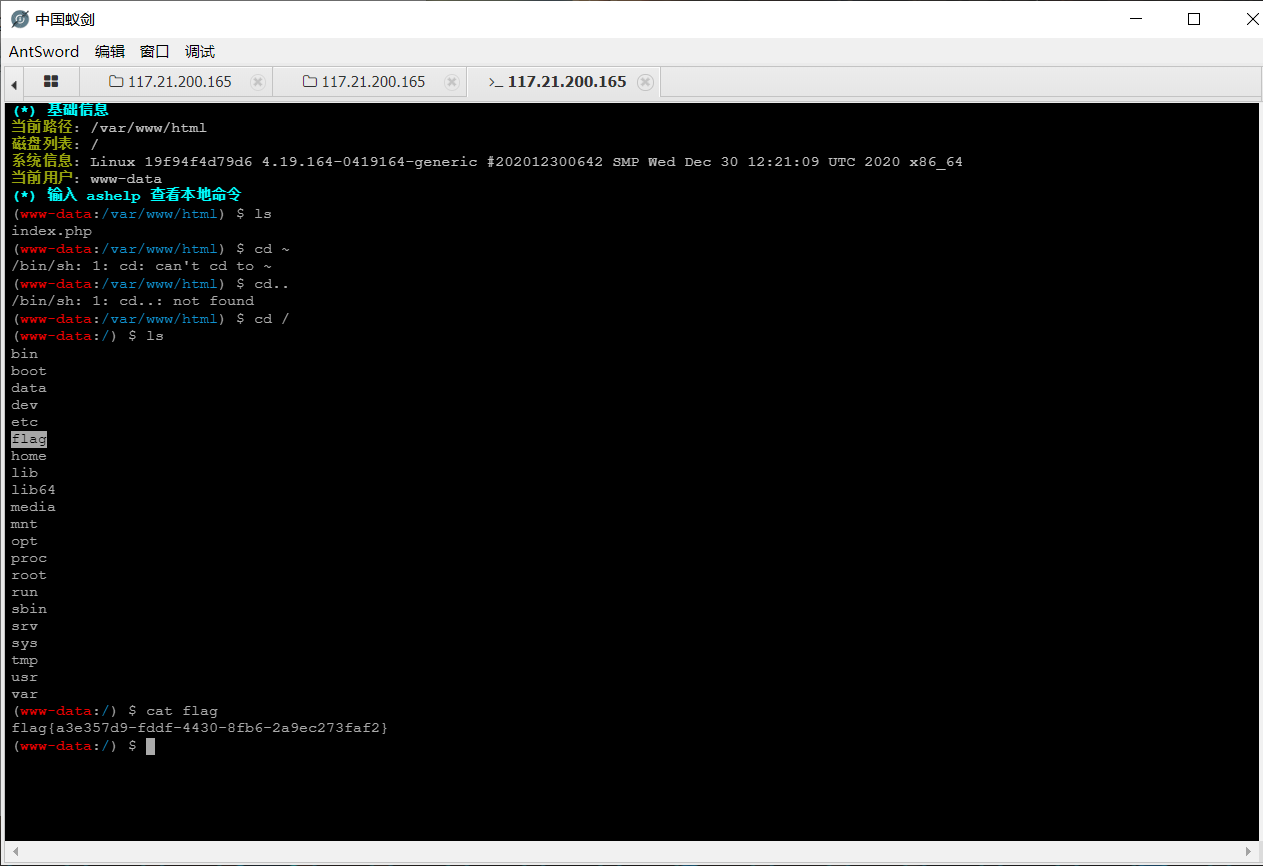 中国蚁剑
AntSword 编辑 窗口 调试
117.21.200.165 117.21.200.165 >_ 117.21.200.165
(*) 基础信息
当前路径: /var/www/html
磁盘列表: /
系统信息: Linux 19f94f4d79d6 4.19.164-0419164-generic #202012300642 SMP Wed Dec 30 12:21:09 UTC 2020 x86_64
当前用户: www-data
(*) 输入 ashelp 查看本地命令
(www-data:/var/www/html) $ ls
index.php
(www-data:/var/www/html) $ cd ~
/bin/sh: 1: cd: can't cd to ~
(www-data:/var/www/html) $ cd..
/bin/sh: 1: cd..: not found
(www-data:/var/www/html) $ cd /
(www-data:/) $ ls
bin
boot
data
dev
etc
flag
home
lib
lib64
media
mnt
opt
proc
root
run
sbin
srv
sys
tmp
usr
var
(www-data:/) $ cat flag
flag{a3e357d9-fddf-4430-8fb6-2a9ec273faf2}
(www-data:/) $